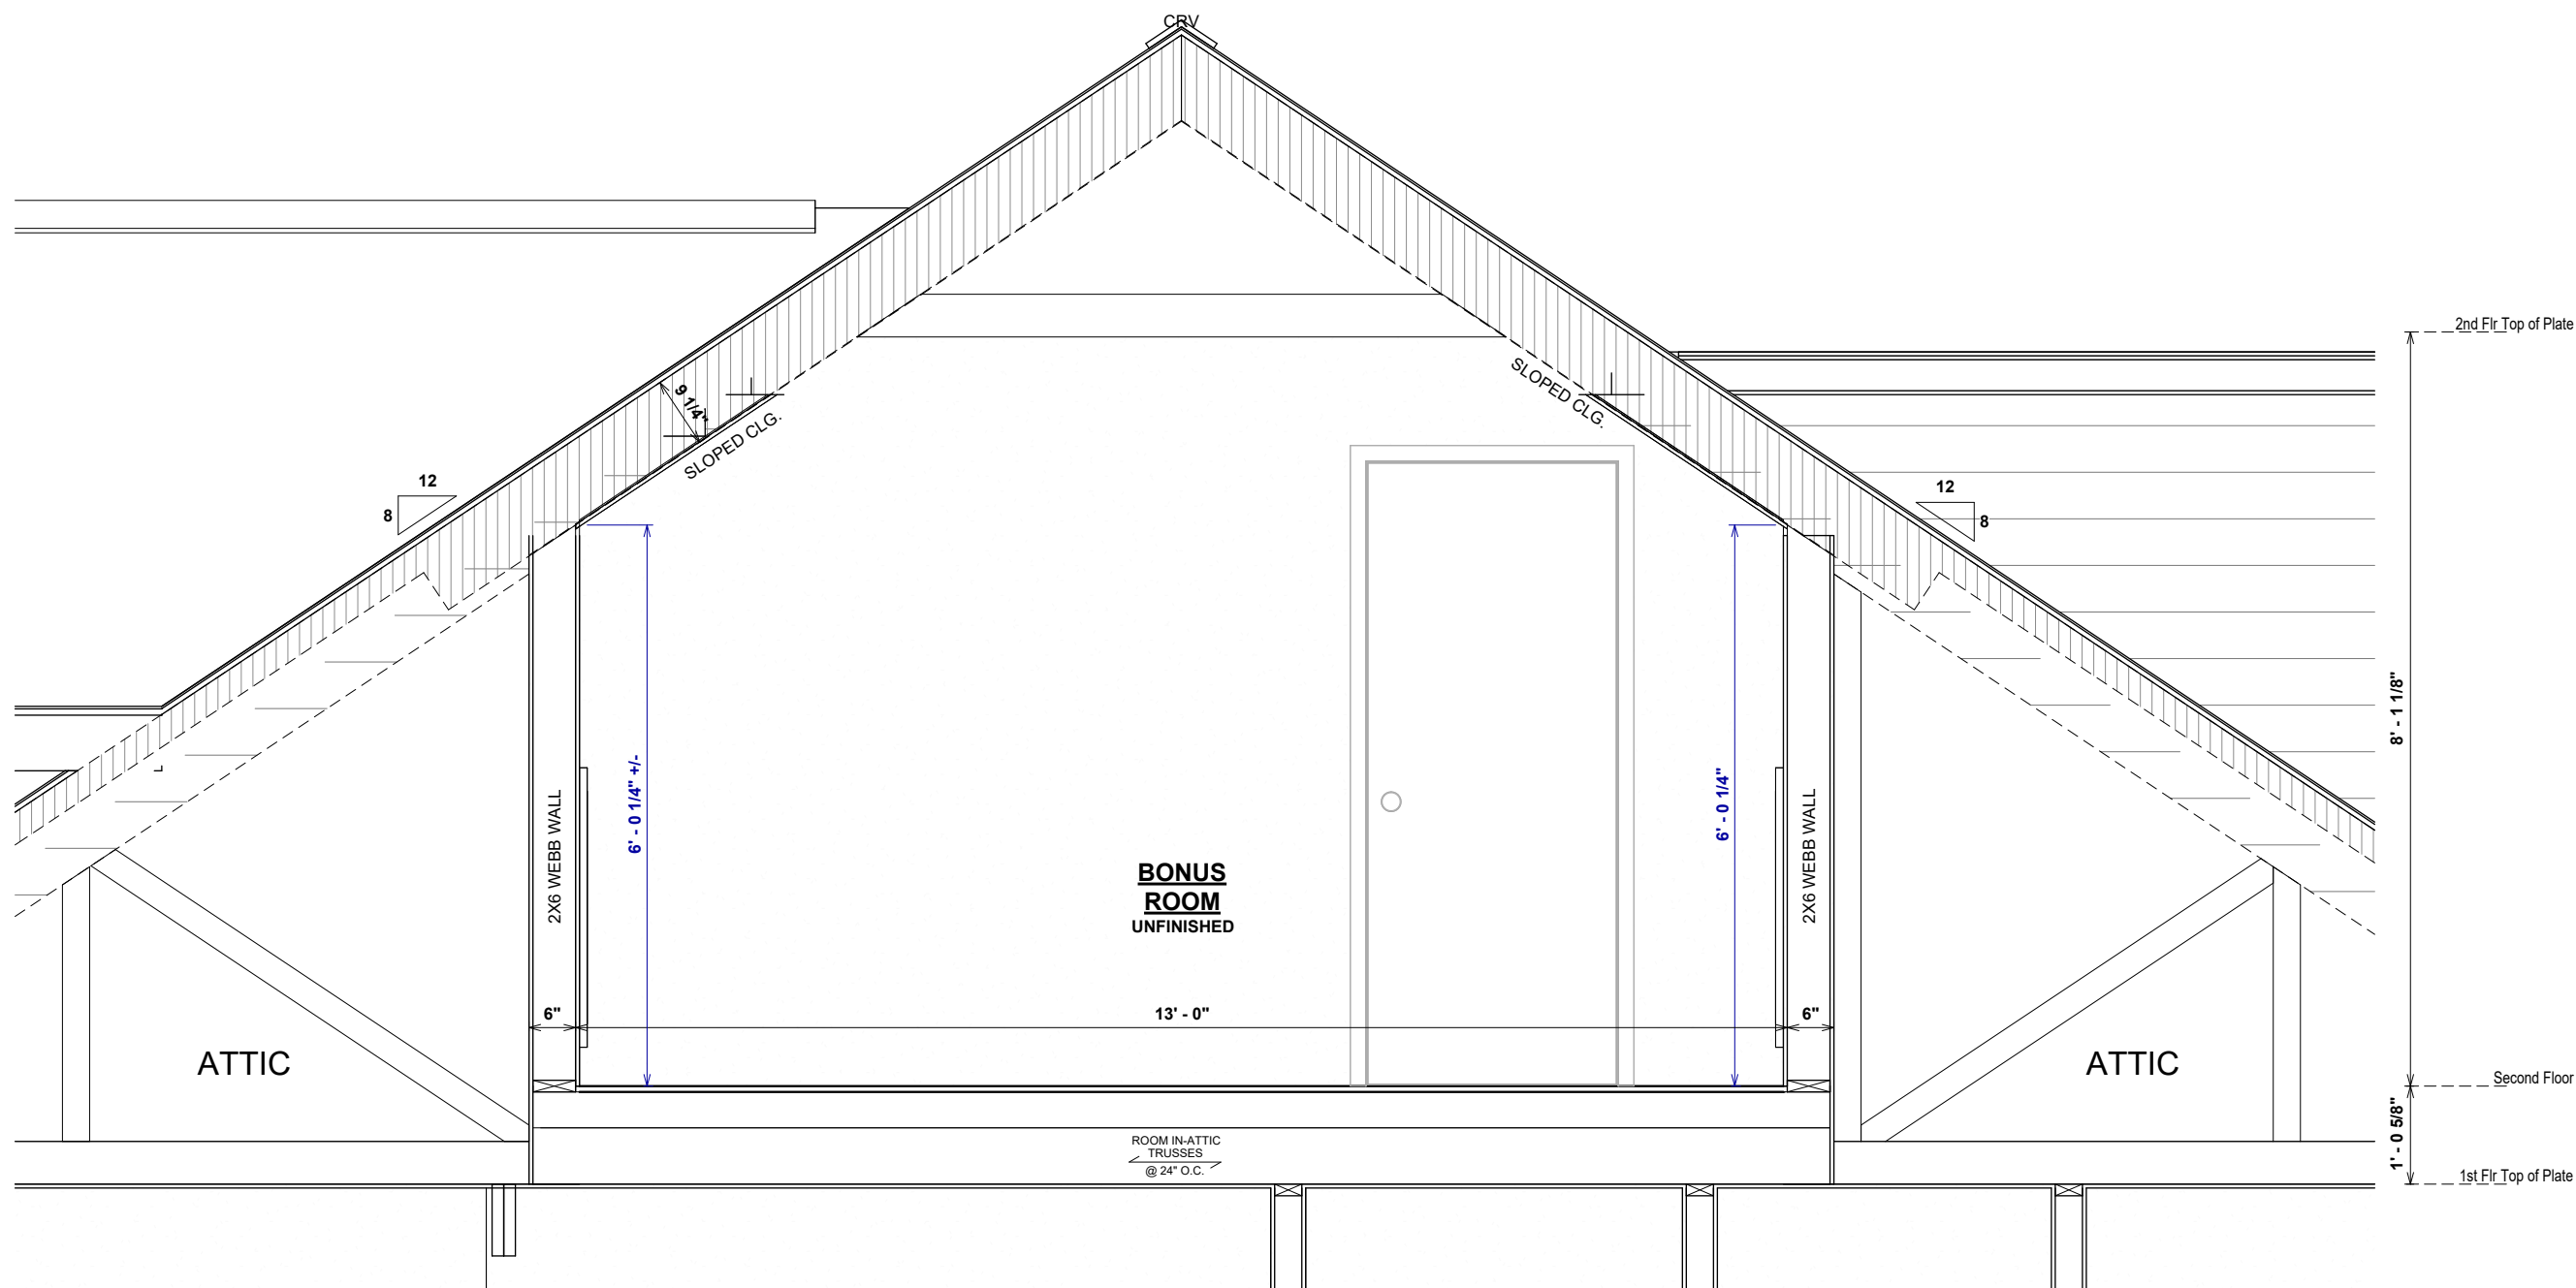 CRV
2nd Flr Top of Plate
SLOPED CLG.
9 1/4"
SLOPED CLG.
12
8
12
8
8' - 1 1/8"
6' - 0 1/4" +/-
6' - 0 1/4"
2X6 WEBB WALL
2X6 WEBB WALL
BONUS
ROOM
UNFINISHED
6"
13' - 0"
6"
ATTIC
ATTIC
Second Floor
1' - 0 5/8"
ROOM IN-ATTIC
TRUSSES
@ 24" O.C.
1st Flr Top of Plate